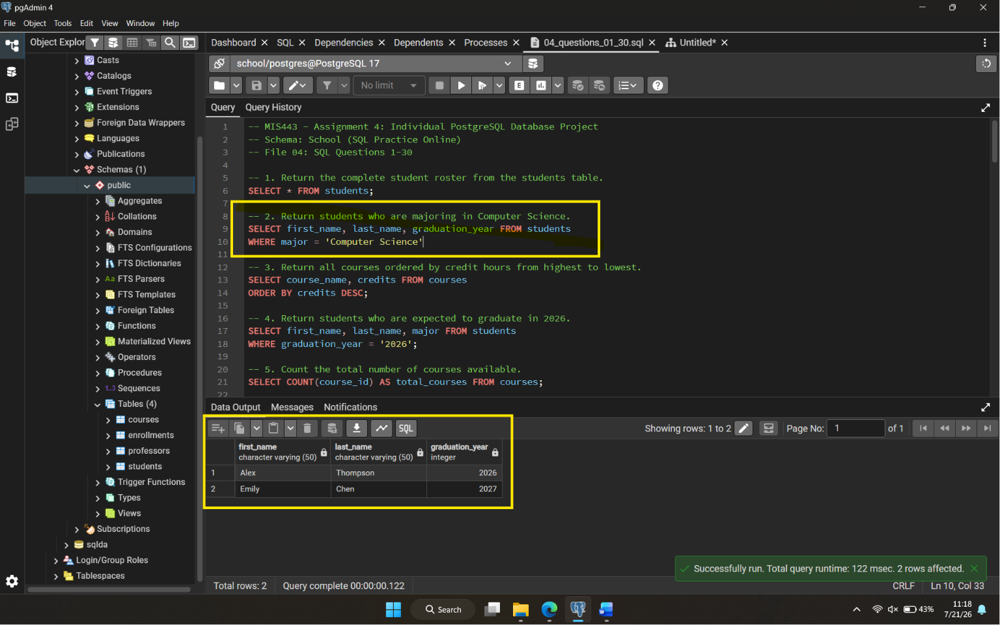 pgAdmin 4
File Object Tools Edit View Window Help
Object Explor
Dashboard SQL Dependencies Dependents Processes 04_questions_01_30.sql Untitled*
school/postgres@PostgreSQL 17
No limit
E
Query Query History
1 -- MIS443 - Assignment 4: Individual PostgreSQL Database Project
2 -- Schema: School (SQL Practice Online)
3 -- File 04: SQL Questions 1-30
4
5 -- 1. Return the complete student roster from the students table.
6 SELECT * FROM students;
7
8 -- 2. Return students who are majoring in Computer Science.
9 SELECT first_name, last_name, graduation_year FROM students
10 WHERE major = 'Computer Science'
11
12 -- 3. Return all courses ordered by credit hours from highest to lowest.
13 SELECT course_name, credits FROM courses
14 ORDER BY credits DESC;
15
16 -- 4. Return students who are expected to graduate in 2026.
17 SELECT first_name, last_name, major FROM students
18 WHERE graduation_year = '2026';
19
20 -- 5. Count the total number of courses available.
21 SELECT COUNT(course_id) AS total_courses FROM courses;
22
Casts
Catalogs
Event Triggers
Extensions
Foreign Data Wrappers
Languages
Publications
Schemas (1)
public
Aggregates
Collations
Domains
FTS Configurations
FTS Dictionaries
Aa FTS Parsers
FTS Templates
Foreign Tables
Functions
Materialized Views
Operators
Procedures
1..3 Sequences
Tables (4)
courses
enrollments
professors
students
Trigger Functions
Types
Views
Subscriptions
sqlda
Login/Group Roles
Tablespaces
Data Output Messages Notifications
SQL
Showing rows: 1 to 2 Page No: 1 of 1
first_name last_name graduation_year
character varying (50) character varying (50) integer
1 Alex Thompson 2026
2 Emily Chen 2027
Successfully run. Total query runtime: 122 msec. 2 rows affected.
Total rows: 2 Query complete 00:00:00.122 CRLF Ln 10, Col 33
Search
43%
11:18
7/21/26